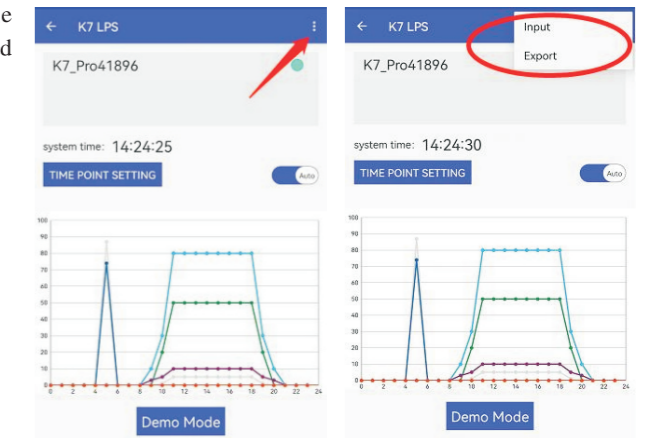 e
d
← K7 LPS
K7_Pro41896
system time: 14:24:25
TIME POINT SETTING
Auto
100
90
80
70
60
50
40
30
20
10
0
0 2 4 6 8 10 12 14 16 18 20 22 24
Demo Mode
← K7 LPS
Input
Export
K7_Pro41896
system time: 14:24:30
TIME POINT SETTING
Auto
100
90
80
70
60
50
40
30
20
10
0
0 2 4 6 8 10 12 14 16 18 20 22 24
Demo Mode